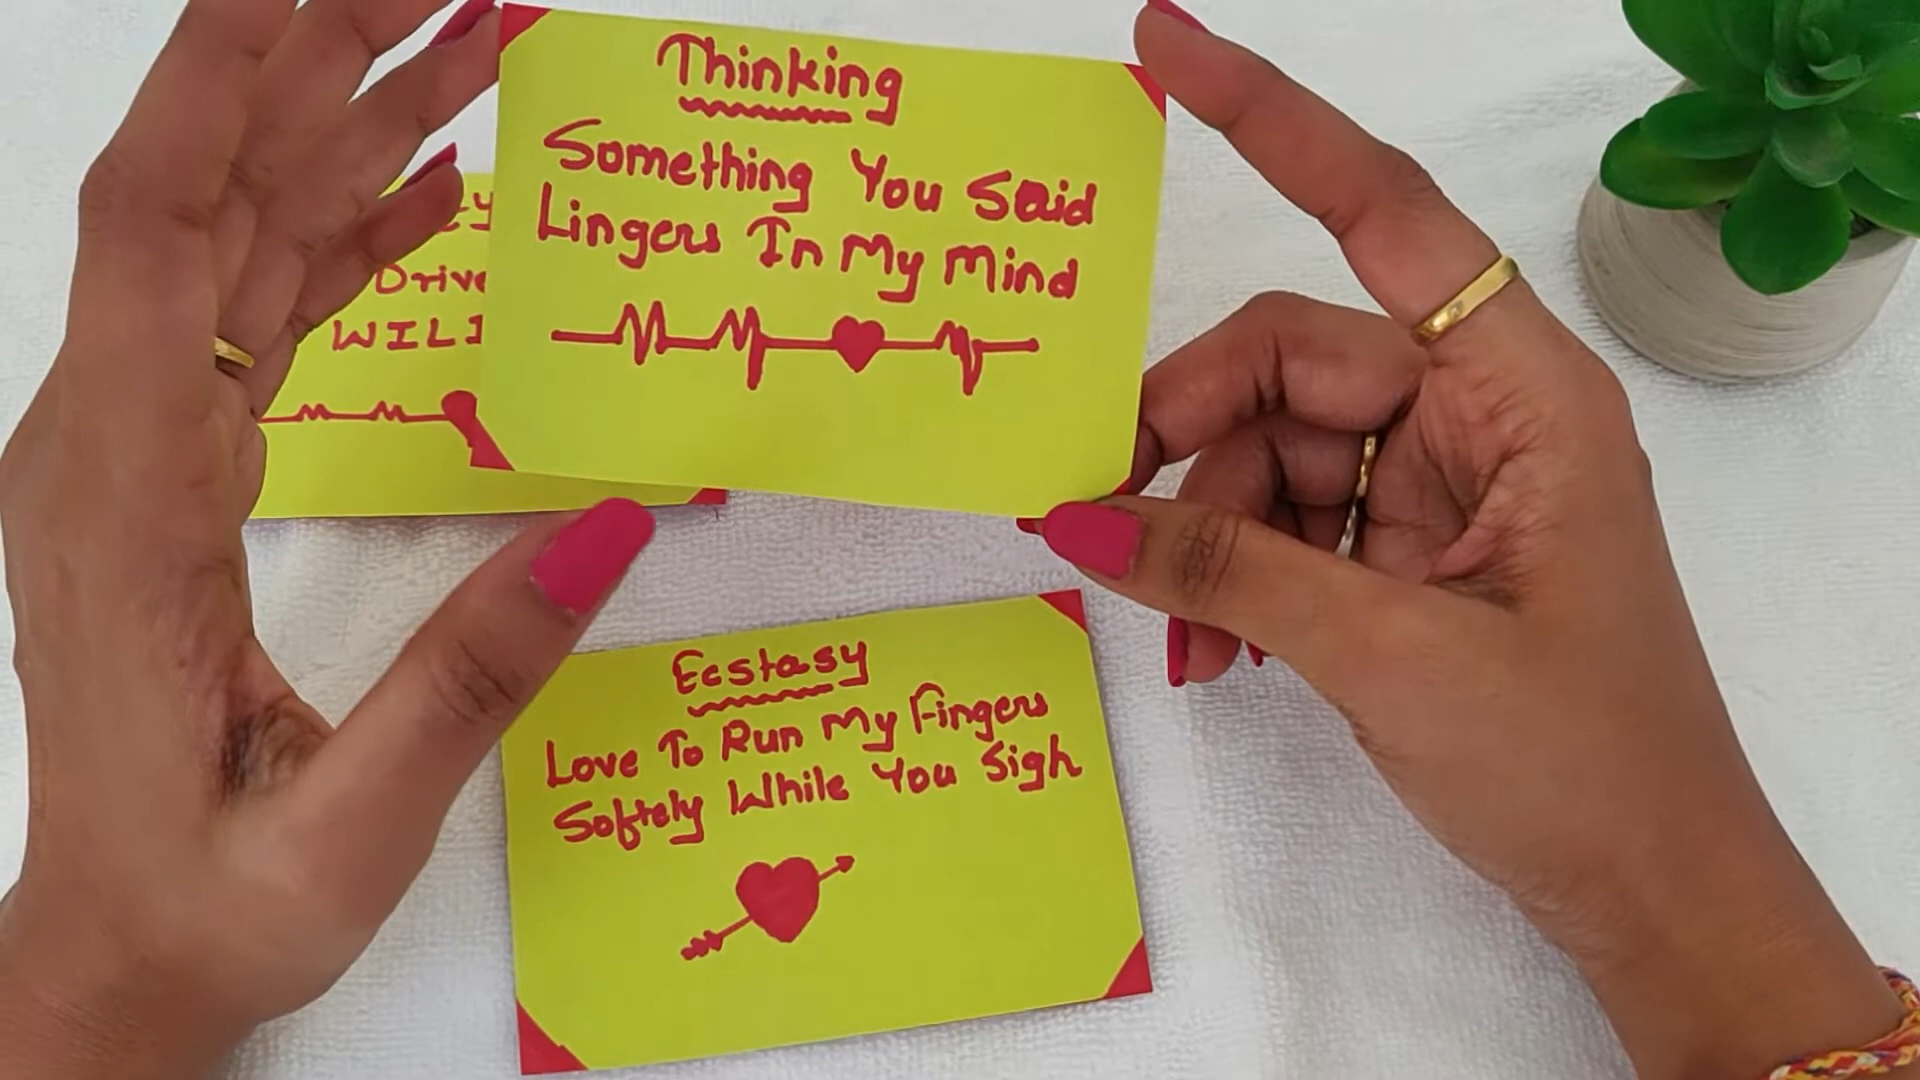 Thinking
Something You Said
Lingers In My Mind
Drive
Ecstasy
Love To Run My Fingers
Softely While You Sigh